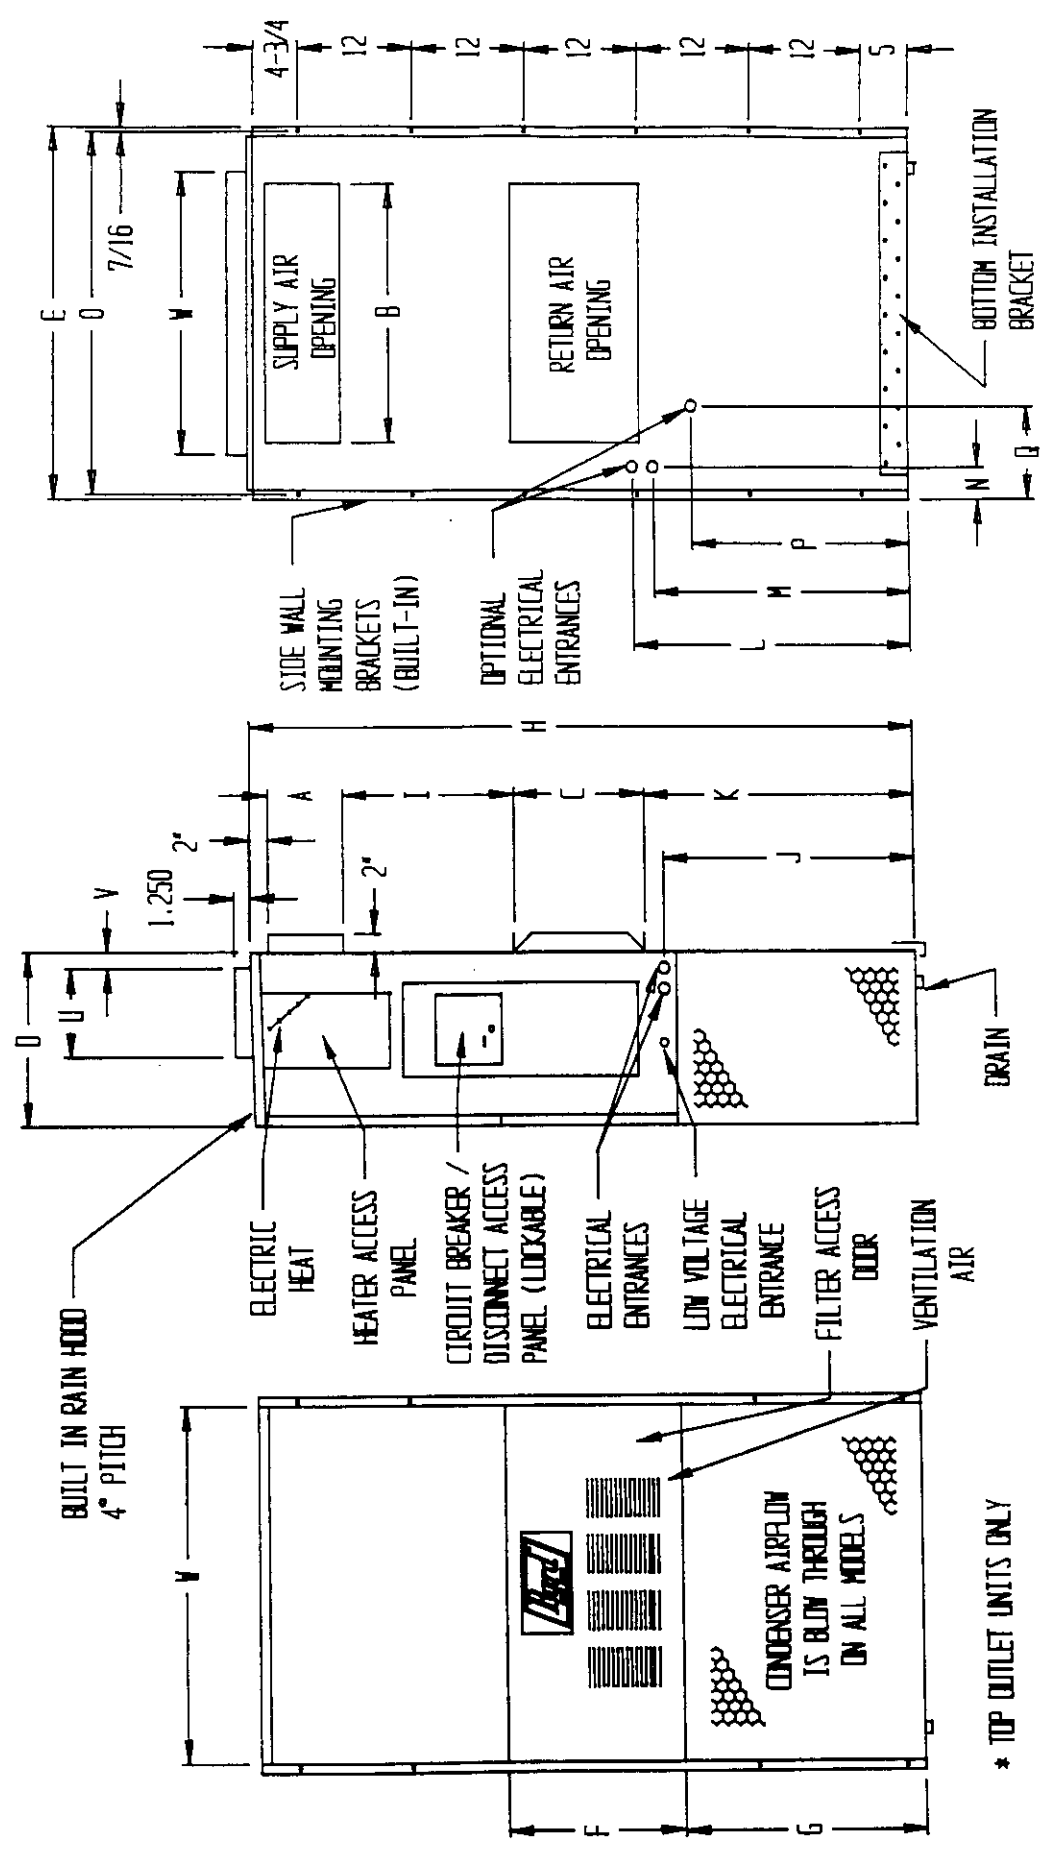 BUILT IN RAIN HOOD
4° PITCH
W
F
G
Bard
CONDENSER AIRFLOW
IS BLOW THROUGH
ON ALL MODELS
* TOP OUTLET UNITS ONLY
D
U
V
1.250
2"
A
I
2"
C
K
J
H
ELECTRIC
HEAT
HEATER ACCESS
PANEL
CIRCUIT BREAKER /
DISCONNECT ACCESS
PANEL (LOCKABLE)
ELECTRICAL
ENTRANCES
LOW VOLTAGE
ELECTRICAL
ENTRANCE
FILTER ACCESS
DOOR
VENTILATION
AIR
DRAIN
E
O
W
7/16
4-3/4
12
12
12
12
12
5
SUPPLY AIR
OPENING
B
RETURN AIR
OPENING
SIDE WALL
MOUNTING
BRACKETS
(BUILT-IN)
OPTIONAL
ELECTRICAL
ENTRANCES
L
M
P
N
Q
BOTTOM INSTALLATION
BRACKET